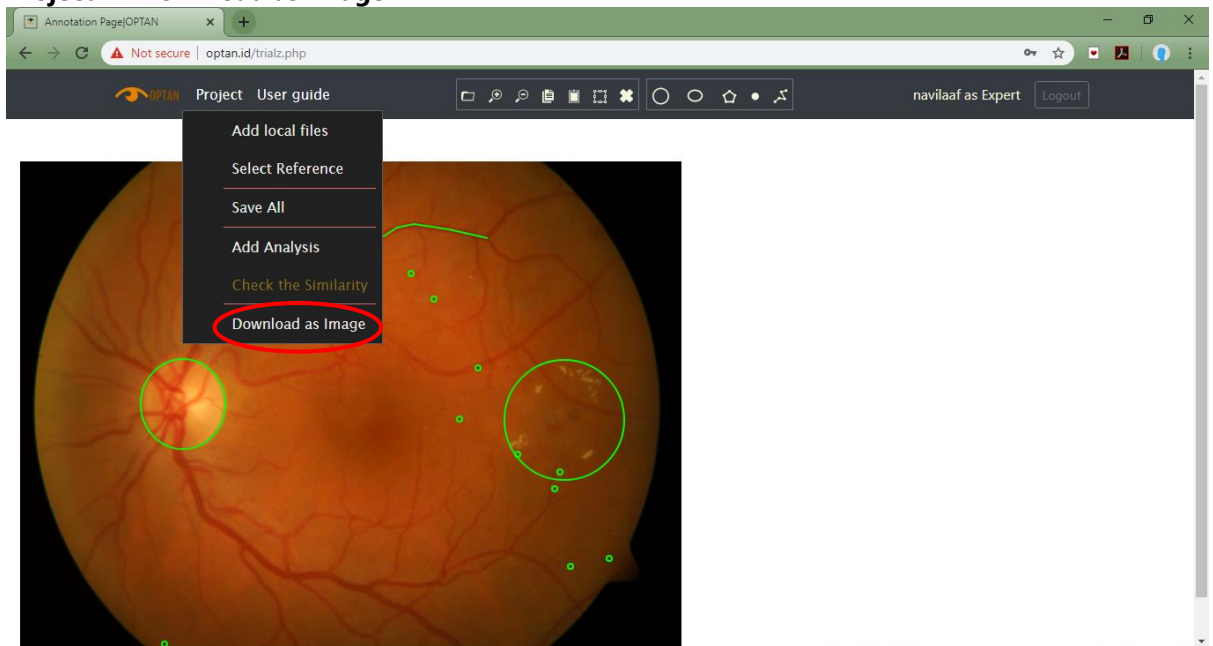 Annotation Page|OPTAN
Not secure | optan.id/trialz.php
OPTAN Project User guide navilaaf as Expert Logout
Add local files
Select Reference
Save All
Add Analysis
Check the Similarity
Download as Image